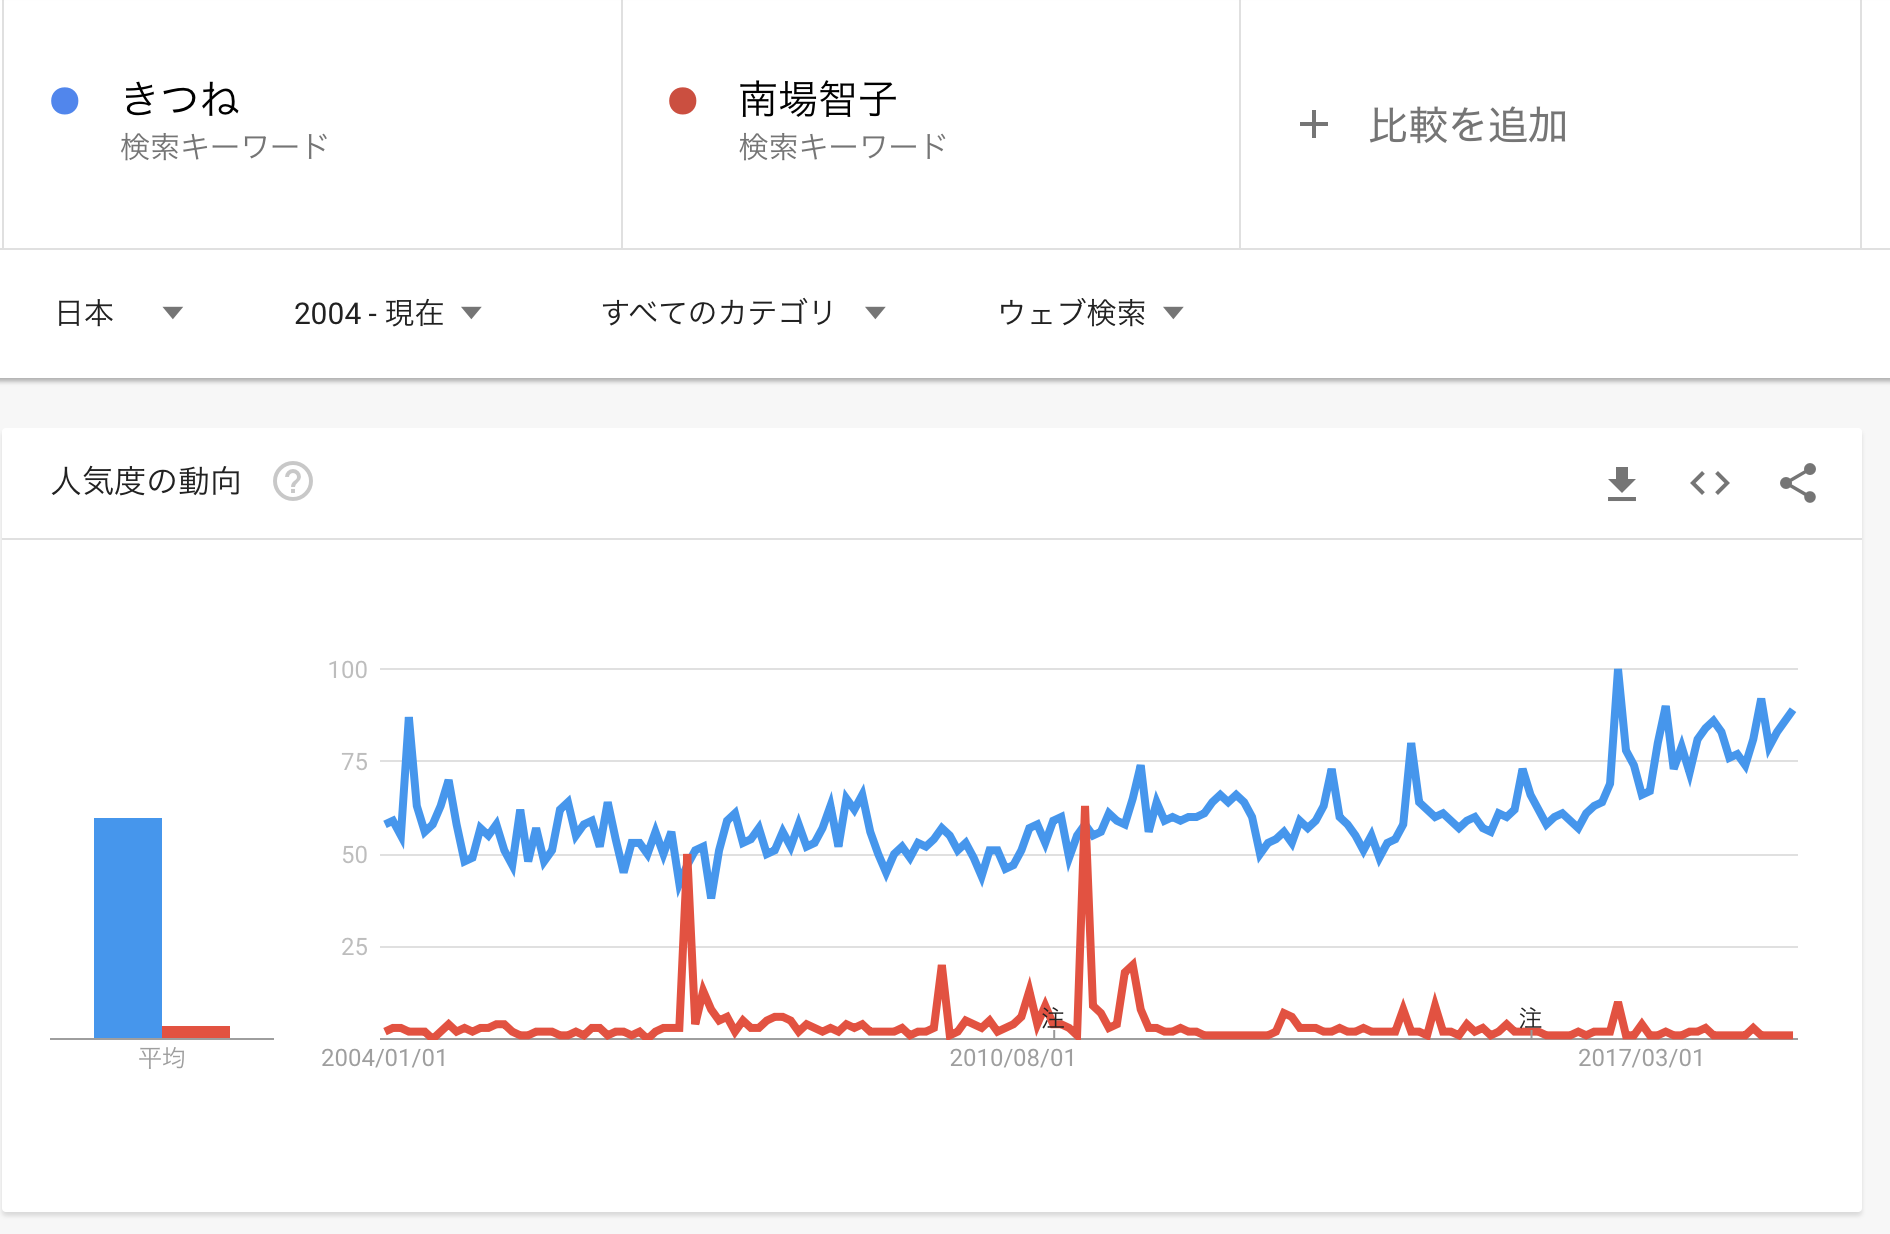 きつね
検索キーワード
南場智子
検索キーワード
+ 比較を追加
日本
2004 - 現在
すべてのカテゴリ
ウェブ検索
人気度の動向
?
100
75
50
25
注
注
平均
2004/01/01
2010/08/01
2017/03/01